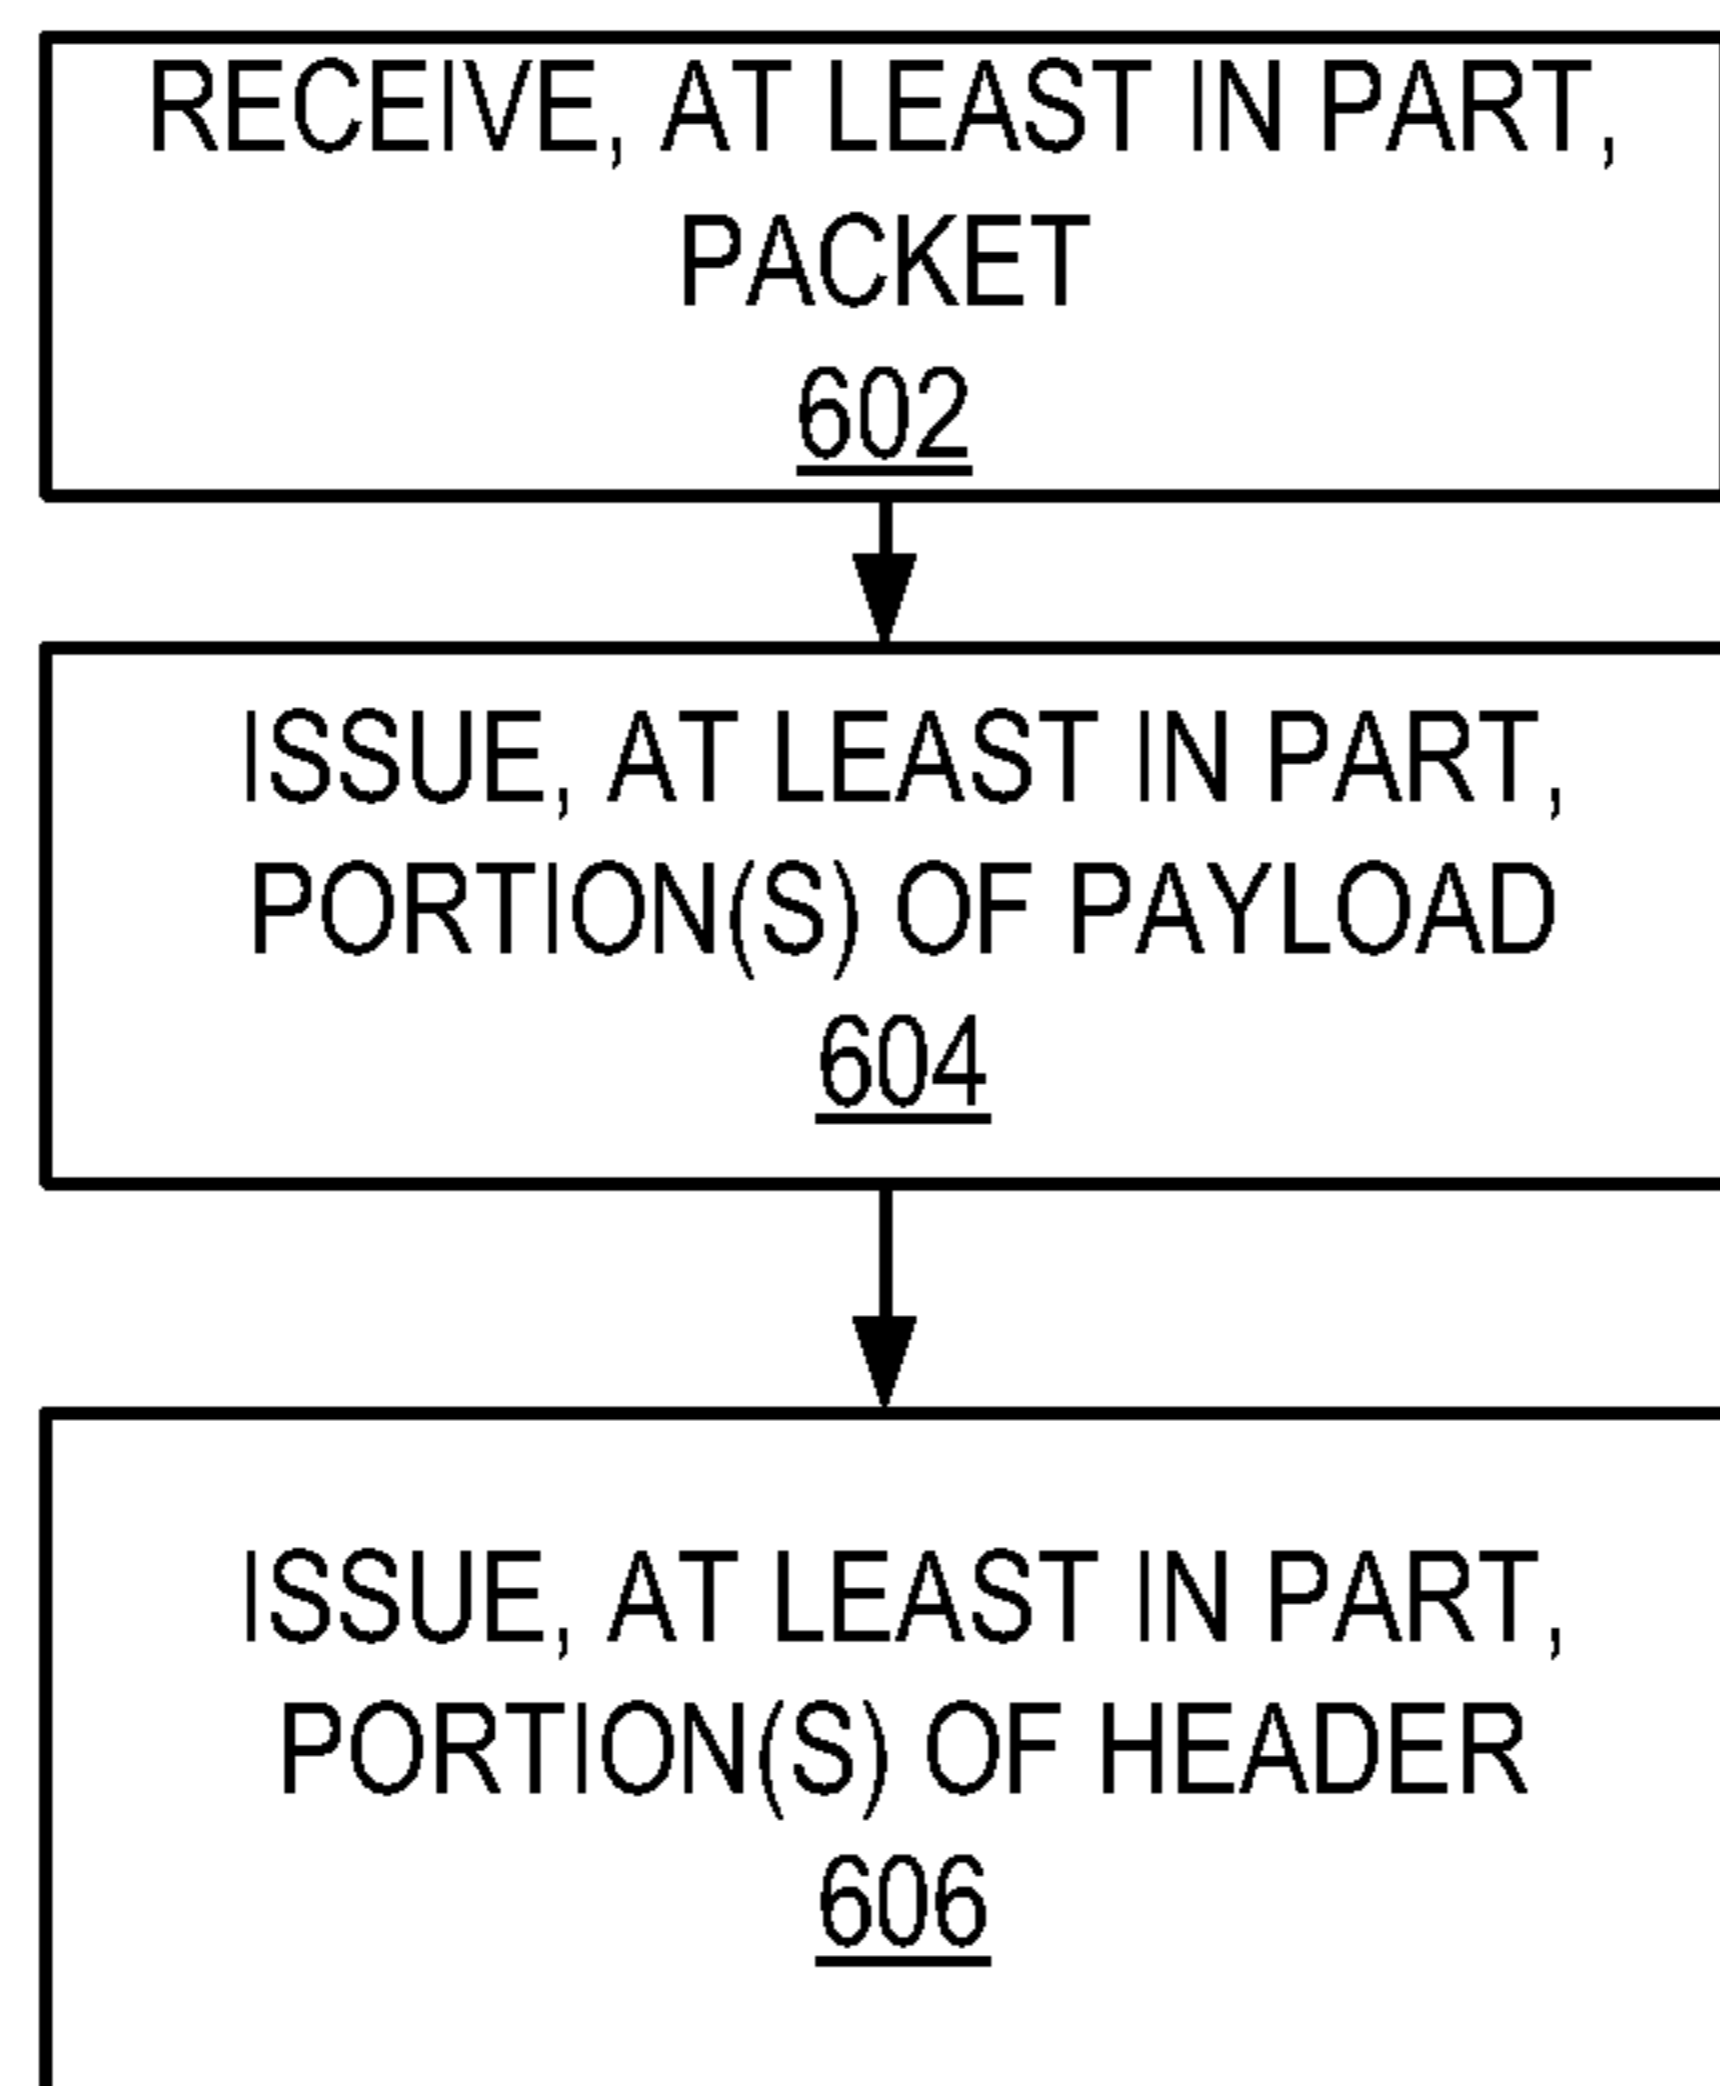 RECEIVE, AT LEAST IN PART,
PACKET
602
ISSUE, AT LEAST IN PART,
PORTION(S) OF PAYLOAD
604
ISSUE, AT LEAST IN PART,
PORTION(S) OF HEADER
606